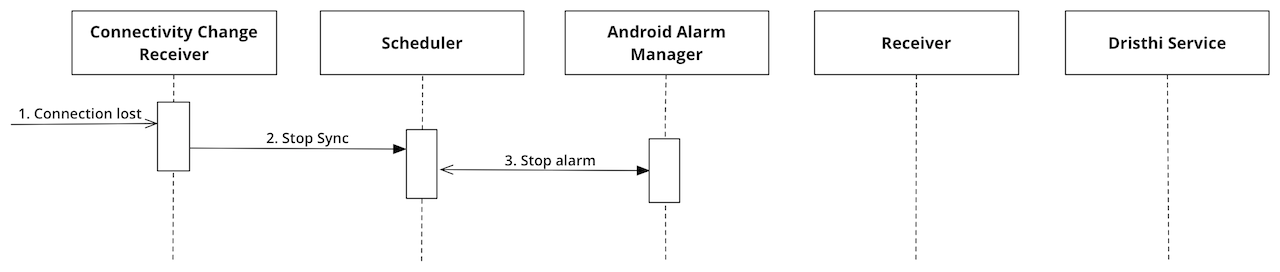 Connectivity Change
Receiver
Scheduler
Android Alarm
Manager
Receiver
Dristhi Service
1. Connection lost
2. Stop Sync
3. Stop alarm